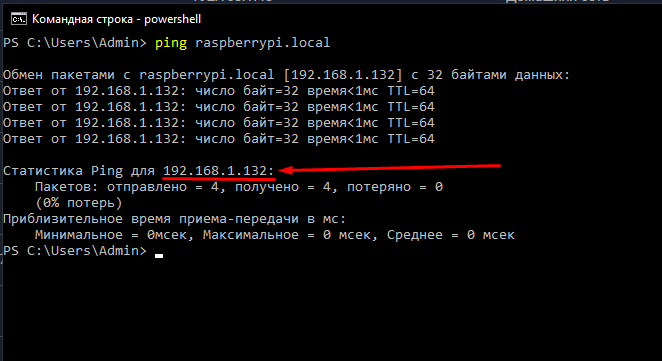 Командная строка - powershell
PS C:\Users\Admin> ping raspberrypi.local
Обмен пакетами с raspberrypi.local [192.168.1.132] с 32 байтами данных:
Ответ от 192.168.1.132: число байт=32 время<1мс TTL=64
Ответ от 192.168.1.132: число байт=32 время<1мс TTL=64
Ответ от 192.168.1.132: число байт=32 время<1мс TTL=64
Ответ от 192.168.1.132: число байт=32 время<1мс TTL=64
Статистика Ping для 192.168.1.132:
Пакетов: отправлено = 4, получено = 4, потеряно = 0
(0% потерь)
Приблизительное время приема-передачи в мс:
Минимальное = 0мсек, Максимальное = 0 мсек, Среднее = 0 мсек
PS C:\Users\Admin>